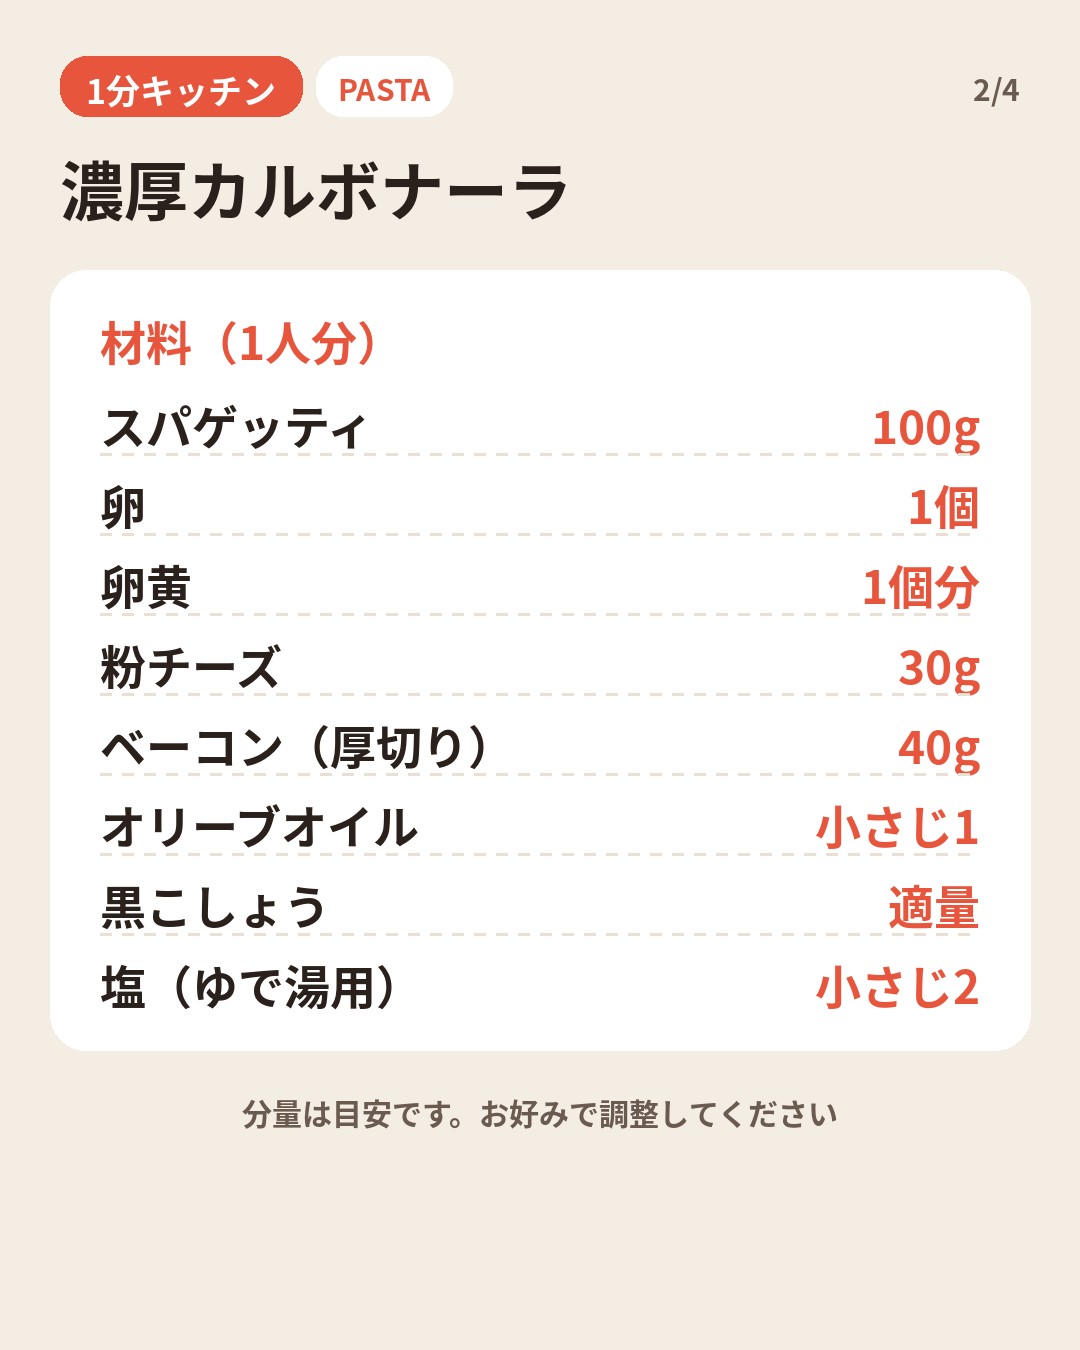 1分キッチン PASTA 2/4
濃厚カルボナーラ
材料（1人分）
スパゲッティ 100g
卵 1個
卵黄 1個分
粉チーズ 30g
ベーコン（厚切り） 40g
オリーブオイル 小さじ1
黒こしょう 適量
塩（ゆで湯用） 小さじ2
分量は目安です。お好みで調整してください